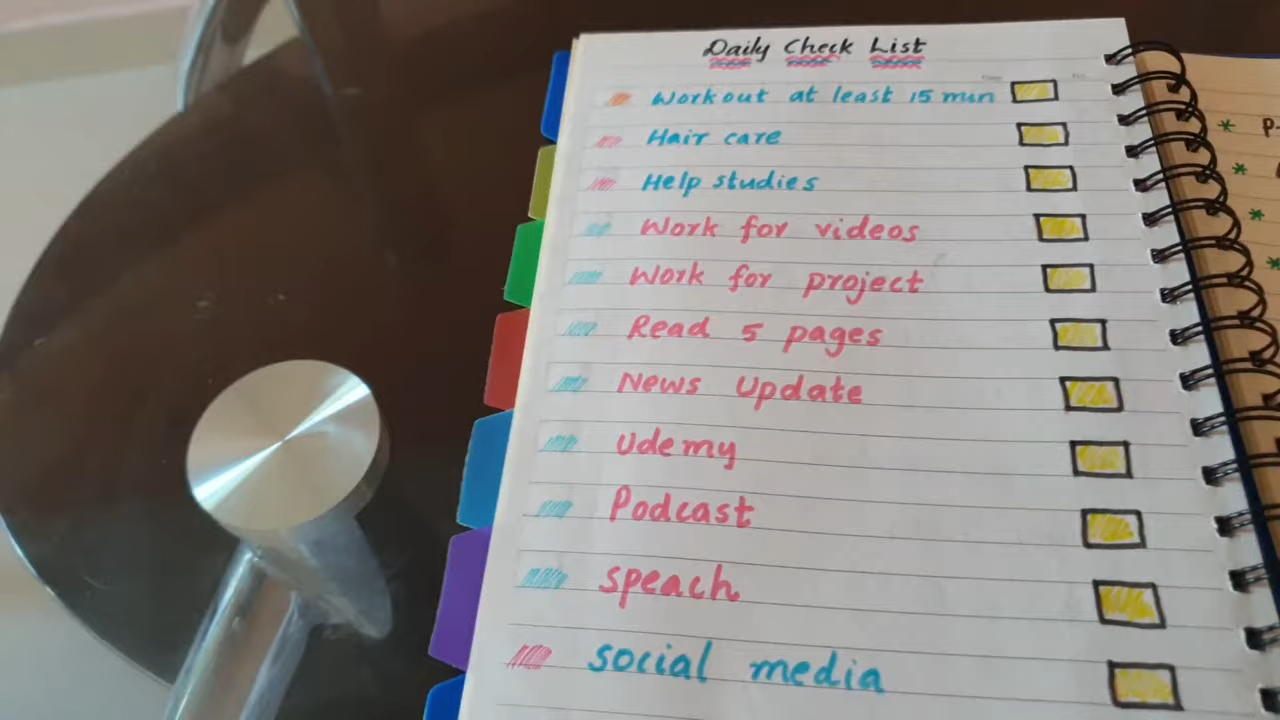 Daily Check List
Workout at least 15 min
Hair care
Help studies
Work for videos
Work for project
Read 5 pages
News Update
Udemy
Podcast
speach
social media